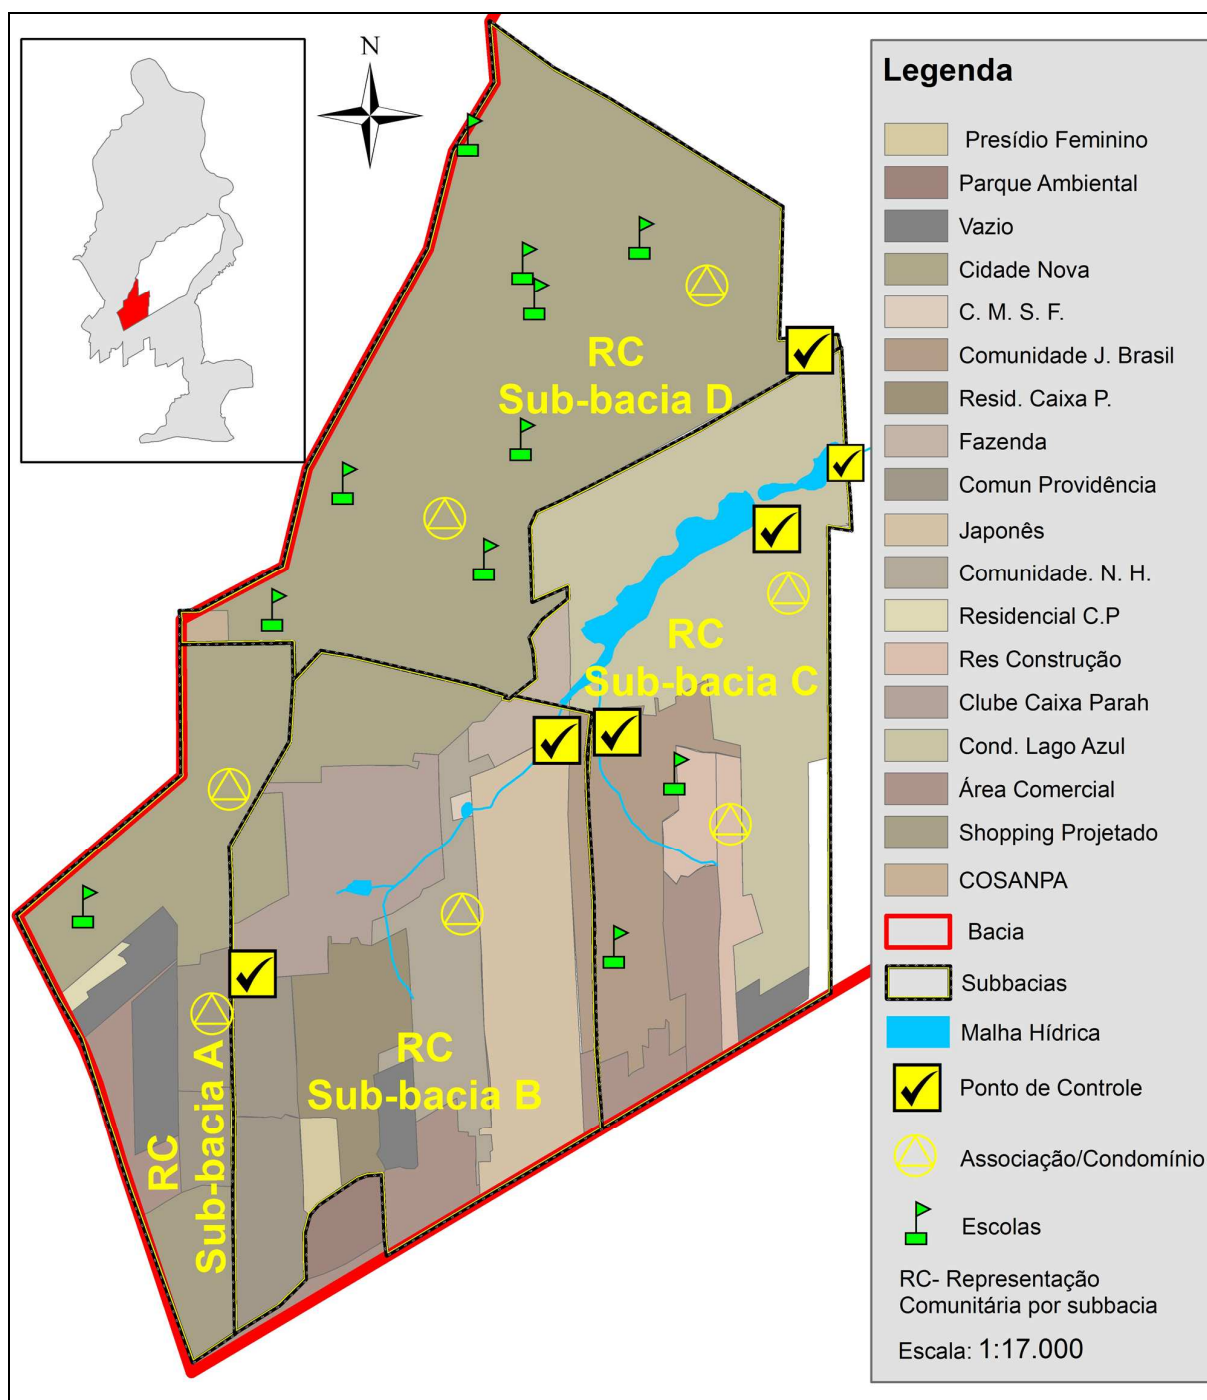 N
RC
Sub-bacia D
RC
Sub-bacia C
RC
Sub-bacia B
RC
Sub-bacia A
Legenda
Presídio Feminino
Parque Ambiental
Vazio
Cidade Nova
C. M. S. F.
Comunidade J. Brasil
Resid. Caixa P.
Fazenda
Comun Providência
Japonês
Comunidade. N. H.
Residencial C.P
Res Construção
Clube Caixa Parah
Cond. Lago Azul
Área Comercial
Shopping Projetado
COSANPA
Bacia
Subbacias
Malha Hídrica
Ponto de Controle
Associação/Condomínio
Escolas
RC- Representação
Comunitária por subbacia
Escala: 1:17.000